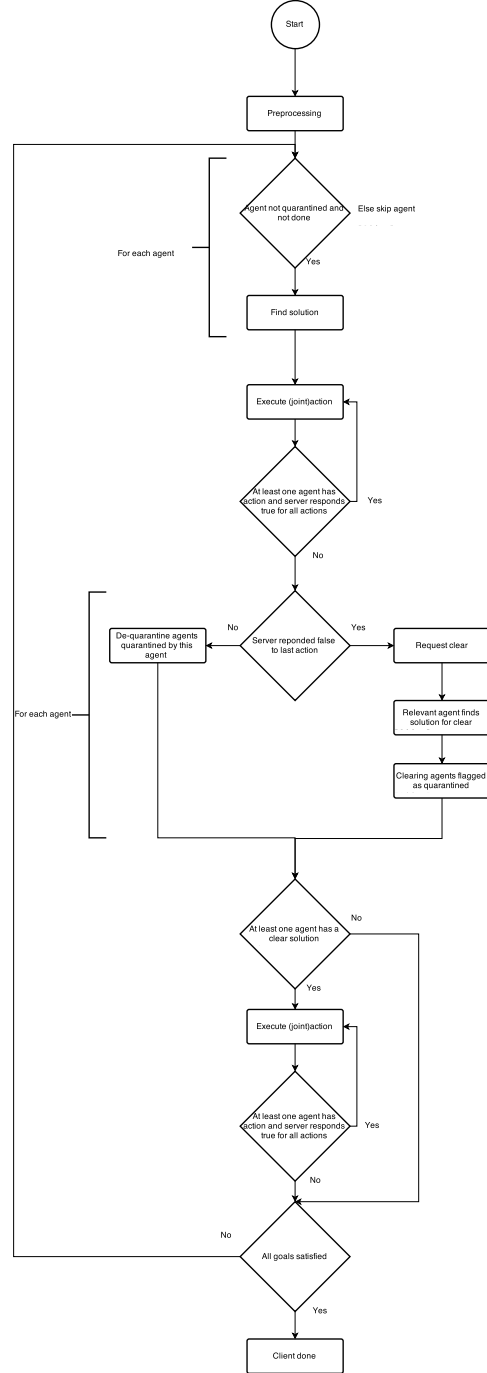 Start
Preprocessing
Agent not quarantined and
not done
Else skip agent
For each agent
Yes
Find solution
Execute (joint)action
At least one agent has
action and server responds
true for all actions
Yes
No
No
Yes
De-quarantine agents
quarantined by this
agent
Server reponded false
to last action
Request clear
For each agent
Relevant agent finds
solution for clear
Clearing agents flagged
as quarantined
At least one agent has a
clear solution
No
Yes
Execute (joint)action
At least one agent has
action and server responds
true for all actions
Yes
No
No
All goals satisfied
Yes
Client done